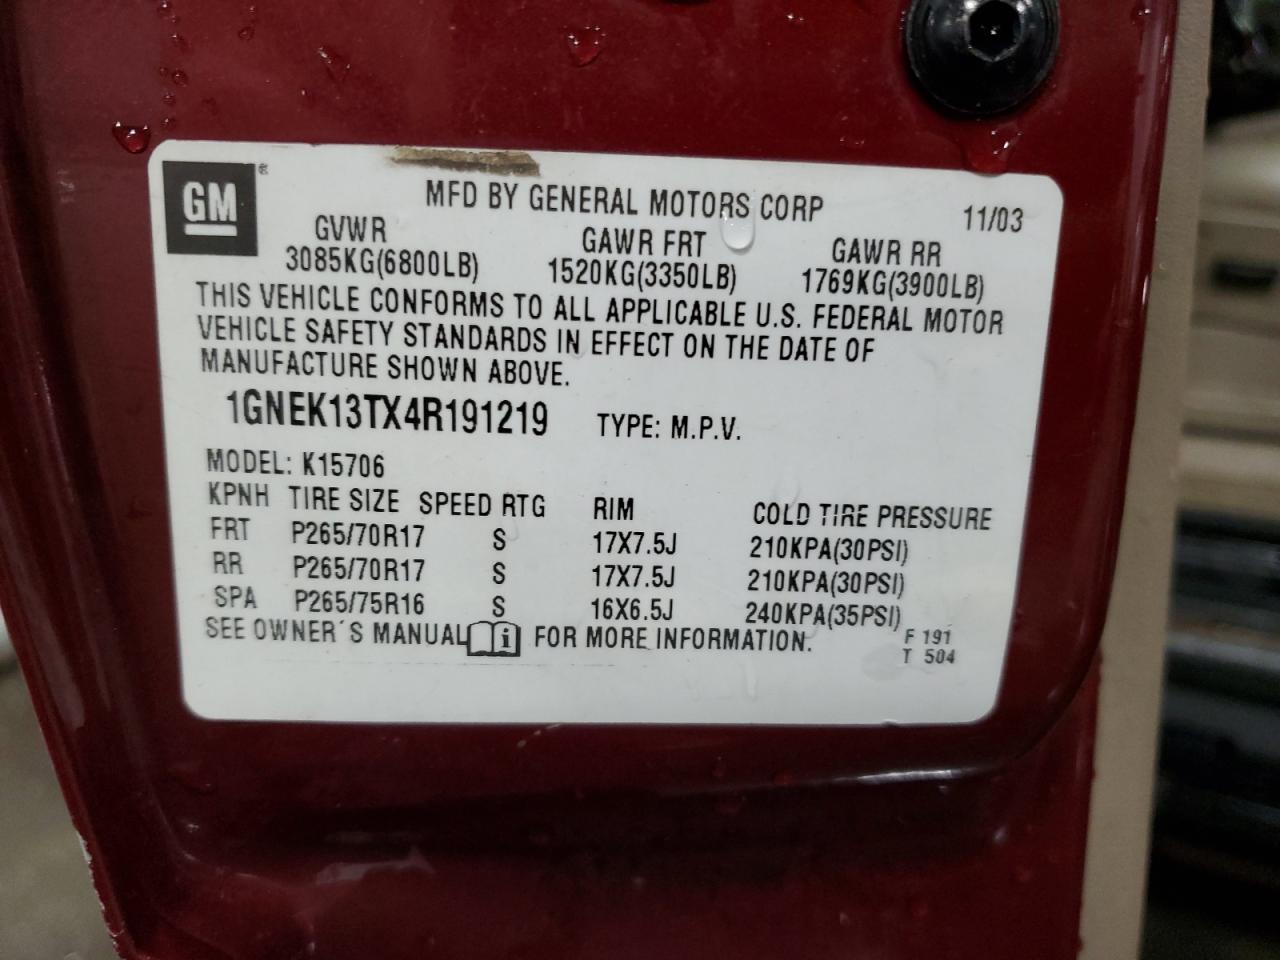 GM ®
MFD BY GENERAL MOTORS CORP 11/03
GVWR GAWR FRT GAWR RR
3085KG(6800LB) 1520KG(3350LB) 1769KG(3900LB)
THIS VEHICLE CONFORMS TO ALL APPLICABLE U.S. FEDERAL MOTOR
VEHICLE SAFETY STANDARDS IN EFFECT ON THE DATE OF
MANUFACTURE SHOWN ABOVE.
1GNEK13TX4R191219 TYPE: M.P.V.
MODEL: K15706
KPNH TIRE SIZE SPEED RTG RIM COLD TIRE PRESSURE
FRT P265/70R17 S 17X7.5J 210KPA(30PSI)
RR P265/70R17 S 17X7.5J 210KPA(30PSI)
SPA P265/75R16 S 16X6.5J 240KPA(35PSI)
SEE OWNER´S MANUAL i FOR MORE INFORMATION. F 191
T 504